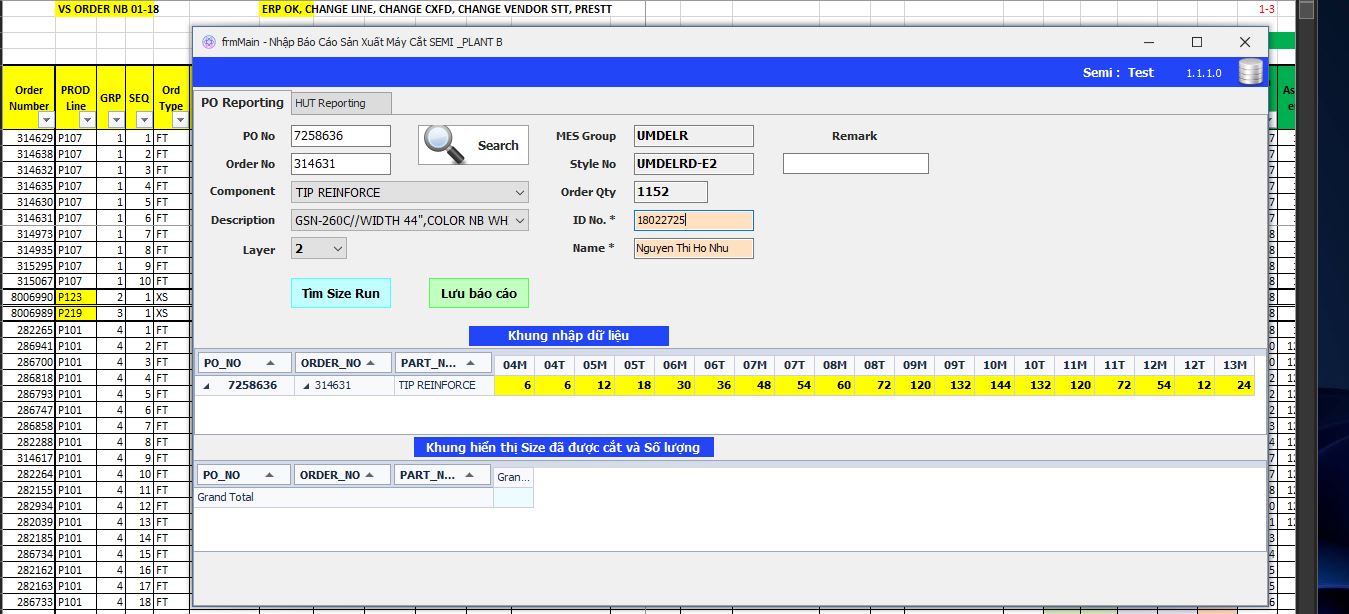 VS ORDER NB 01-18 ERP OK, CHANGE LINE, CHANGE CXFD, CHANGE VENDOR STT, PRESTT 1-3
frmMain - Nhập Báo Cáo Sản Xuất Máy Cắt SEMI _PLANT B
Semi : Test 1.1.1.0
PO Reporting HUT Reporting
PO No 7258636 Search MES Group UMDELR Remark
Order No 314631 Style No UMDELRD-E2
Component TIP REINFORCE Order Qty 1152
Description GSN-260C//WIDTH 44",COLOR NB WH ID No. * 18022725
Layer 2 Name * Nguyen Thi Ho Nhu
Tìm Size Run Lưu báo cáo
Khung nhập dữ liệu
PO_NO ORDER_NO PART_N... 04M 04T 05M 05T 06M 06T 07M 07T 08M 08T 09M 09T 10M 10T 11M 11T 12M 12T 13M
7258636 314631 TIP REINFORCE 6 6 12 18 30 36 48 54 60 72 120 132 144 132 120 72 54 12 24
Khung hiển thị Size đã được cắt và Số lượng
PO_NO ORDER_NO PART_N... Gran...
Grand Total
Order Number PROD Line GRP SEQ Ord Type
314629 P107 1 1 FT
314638 P107 1 2 FT
314632 P107 1 3 FT
314635 P107 1 4 FT
314630 P107 1 5 FT
314631 P107 1 6 FT
314973 P107 1 7 FT
314935 P107 1 8 FT
315295 P107 1 9 FT
315067 P107 1 10 FT
8006990 P123 2 1 XS
8006989 P219 3 1 XS
282265 P101 4 1 FT
286941 P101 4 2 FT
286700 P101 4 3 FT
286818 P101 4 4 FT
286793 P101 4 5 FT
286747 P101 4 6 FT
286858 P101 4 7 FT
282288 P101 4 8 FT
314617 P101 4 9 FT
282264 P101 4 10 FT
282155 P101 4 11 FT
282934 P101 4 12 FT
282039 P101 4 13 FT
282185 P101 4 14 FT
286734 P101 4 15 FT
282162 P101 4 16 FT
282163 P101 4 17 FT
286733 P101 4 18 FT